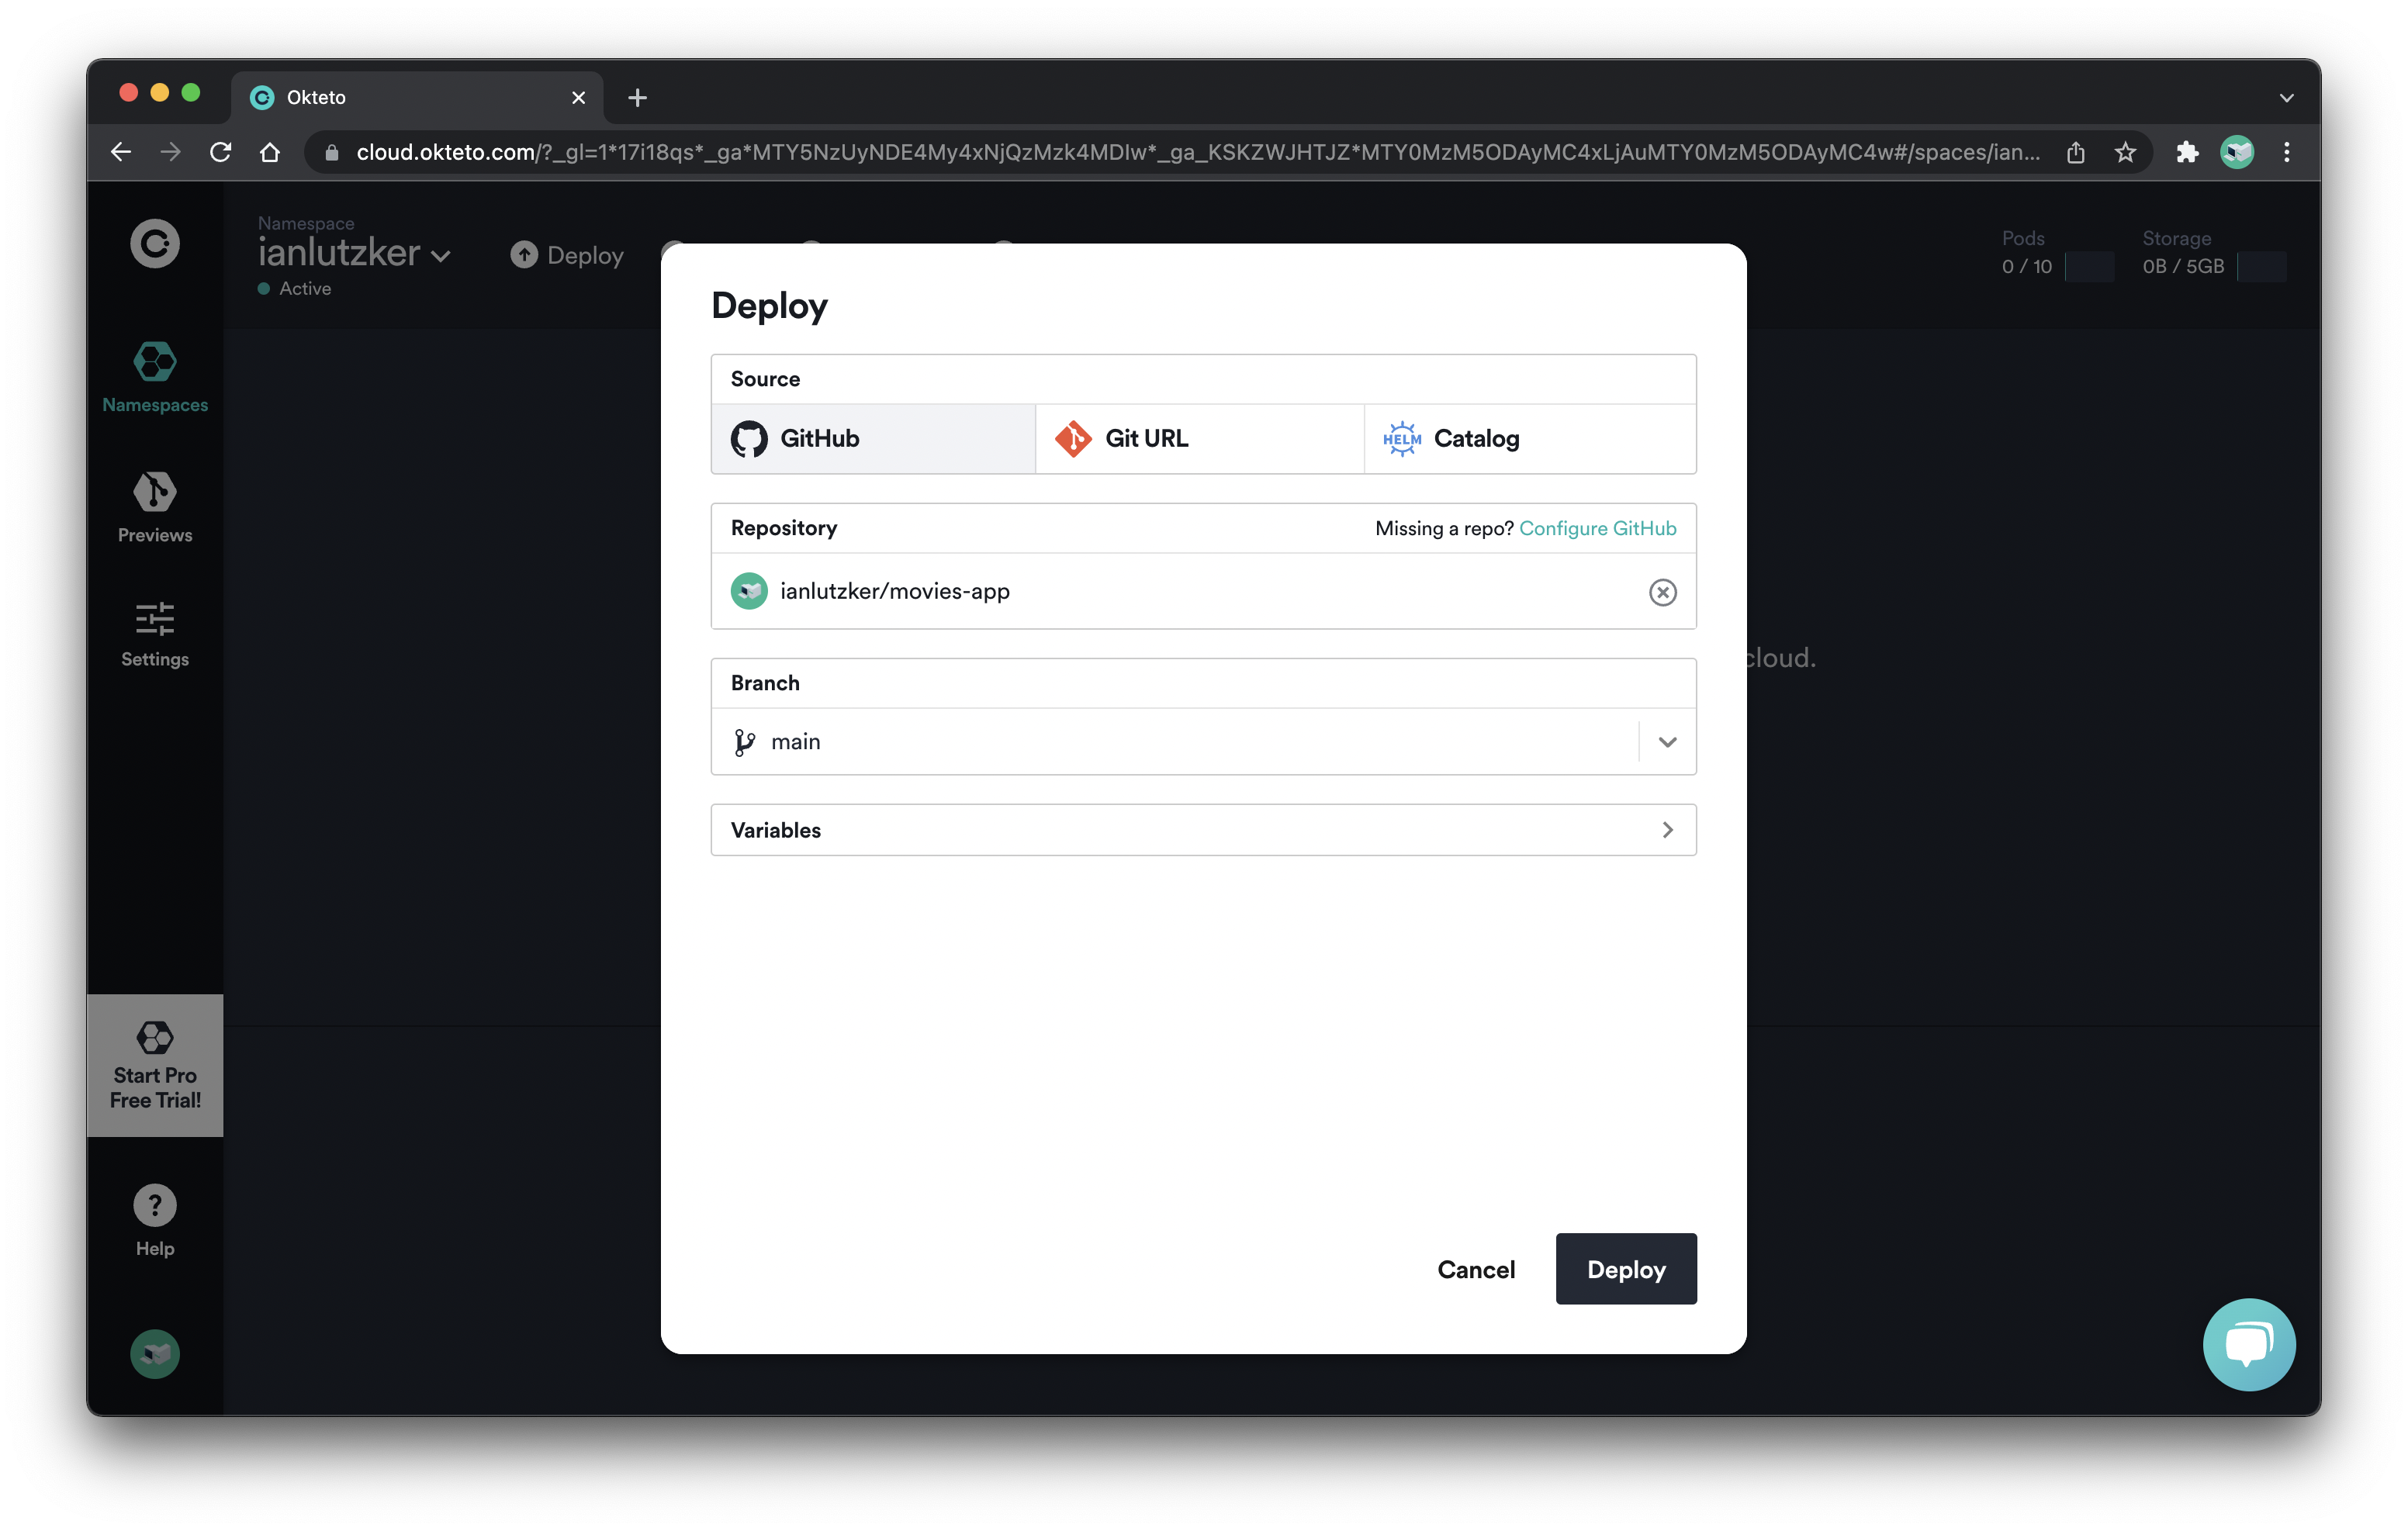 Okteto
cloud.okteto.com/?_gl=1*17i18qs*_ga*MTY5NzUyNDE4My4xNjQzMzk4MDIw*_ga_KSKZWJHTJZ*MTY0MzM5ODAyMC4xLjAuMTY0MzM5ODAyMC4w#/spaces/ian...
Namespace
ianlutzker
Active
Deploy
Pods
0 / 10
Storage
0B / 5GB
Namespaces
Previews
Settings
Start Pro
Free Trial!
Help
Deploy
Source
GitHub
Git URL
HELM
Catalog
Repository
Missing a repo? Configure GitHub
ianlutzker/movies-app
Branch
main
Variables
Cancel
Deploy
cloud.